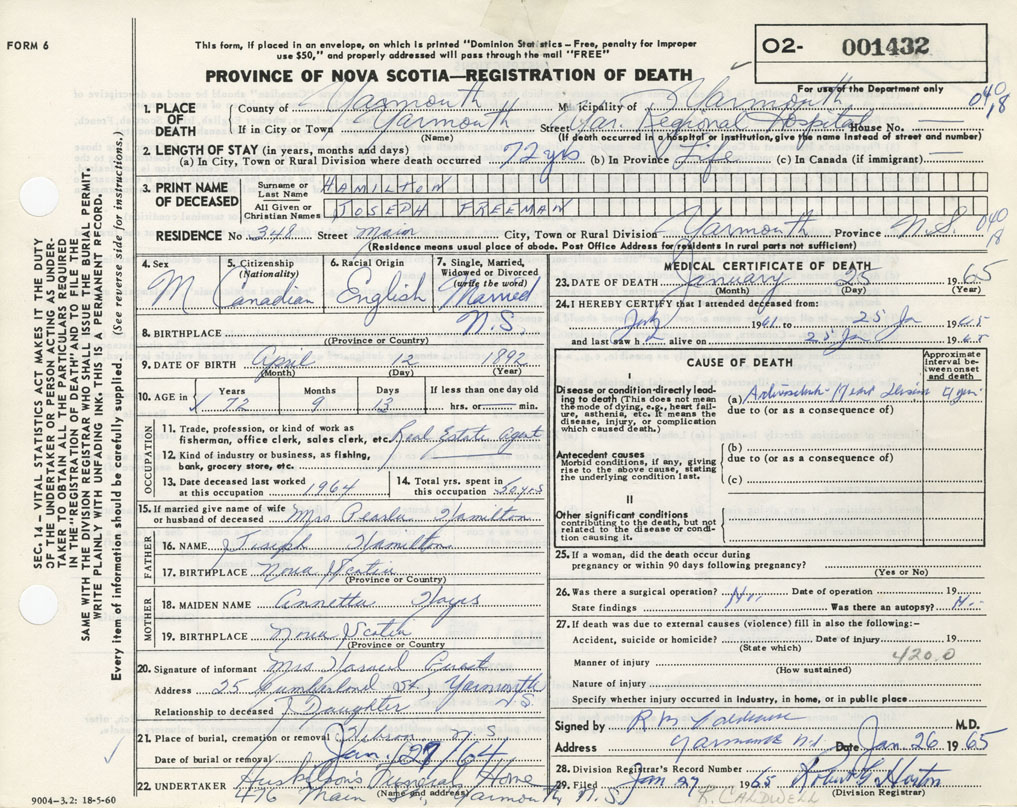 FORM 6
This form, if placed in an envelope, on which is printed "Dominion Statistics – Free, penalty for improper
use $50," and properly addressed will pass through the mail "FREE"
PROVINCE OF NOVA SCOTIA—REGISTRATION OF DEATH
02- 001432
For use of the Department only
040
18
1. PLACE OF DEATH
County of Yarmouth Municipality of Yarmouth
If in City or Town Yarmouth Street Yar. Regional Hospital House No.
(Name) (If death occurred in a hospital or institution, give the name instead of street and number)
2. LENGTH OF STAY (in years, months and days)
(a) In City, Town or Rural Division where death occurred 72 yrs (b) In Province Life (c) In Canada (if immigrant)
3. PRINT NAME OF DECEASED
Surname or Last Name HAMILTON
All Given or Christian Names JOSEPH FREEMAN
RESIDENCE No. 348 Street Main City, Town or Rural Division Yarmouth Province N.S.
040
18
(Residence means usual place of abode. Post Office Address for residents in rural parts not sufficient)
4. Sex M
5. Citizenship (Nationality) Canadian
6. Racial Origin English
7. Single, Married, Widowed or Divorced (write the word) Married
8. BIRTHPLACE N.S.
(Province or Country)
9. DATE OF BIRTH April 12 1892
(Month) (Day) (Year)
10. AGE in Years 72 Months 9 Days 13 If less than one day old hrs. or min.
OCCUPATION
11. Trade, profession, or kind of work as
fisherman, office clerk, sales clerk, etc. Real Estate Agent
12. Kind of industry or business, as fishing,
bank, grocery store, etc.
13. Date deceased last worked
at this occupation 1964
14. Total yrs. spent in
this occupation 50 yrs
15. If married give name of wife
or husband of deceased Mrs Hamilton
FATHER
16. NAME Joseph Hamilton
17. BIRTHPLACE Nova Scotia
(Province or Country)
MOTHER
18. MAIDEN NAME Annetta
19. BIRTHPLACE Nova Scotia
(Province or Country)
20. Signature of informant Mrs
Address 25 Cumberland St., Yarmouth N.S.
Relationship to deceased Daughter
21. Place of burial, cremation or removal N.S.
Date of burial or removal Jan 27/64
22. UNDERTAKER Huskilson's Funeral Home
416 Main St., Yarmouth, N.S.
(Name and address)
9004-3.2: 18-5-60
MEDICAL CERTIFICATE OF DEATH
23. DATE OF DEATH January 25 1965
(Month) (Day) (Year)
24. I HEREBY CERTIFY that I attended deceased from:
1961 to 25 Jan 1965
and last saw h alive on 25 Jan 1965
CAUSE OF DEATH
Approximate interval between onset and death
I
Disease or condition directly leading
to death (This does not mean
the mode of dying, e.g., heart failure,
asthenia, etc. It means the
disease, injury, or complication
which caused death.)
(a) Heart
due to (or as a consequence of)
Antecedent causes
Morbid conditions, if any, giving
rise to the above cause, stating
the underlying condition last.
(b)
due to (or as a consequence of)
(c)
II
Other significant conditions
contributing to the death, but not
related to the disease or condition
causing it.
25. If a woman, did the death occur during
pregnancy or within 90 days following pregnancy?
(Yes or No)
26. Was there a surgical operation? No. Date of operation 19
State findings Was there an autopsy? No.
27. If death was due to external causes (violence) fill in also the following:–
Accident, suicide or homicide? Date of injury 19
(State which)
420.0
Manner of injury
(How sustained)
Nature of injury
Specify whether injury occurred in industry, in home, or in public place
Signed by R M Caldwell M.D.
Address Yarmouth N.S. Date Jan. 26 1965
28. Division Registrar's Record Number
29. Filed Jan 27 1965
(Division Registrar)
R. CALDWELL
SEC. 14 – VITAL STATISTICS ACT MAKES IT THE DUTY
OF THE UNDERTAKER OR PERSON ACTING AS UNDER-
TAKER TO OBTAIN ALL THE PARTICULARS REQUIRED
IN THE "REGISTRATION OF DEATH" AND TO FILE THE
SAME WITH THE DIVISION REGISTRAR WHO SHALL ISSUE THE BURIAL PERMIT.
WRITE PLAINLY WITH UNFADING INK. THIS IS A PERMANENT RECORD.
Every item of information should be carefully supplied. (See reverse side for instructions.)